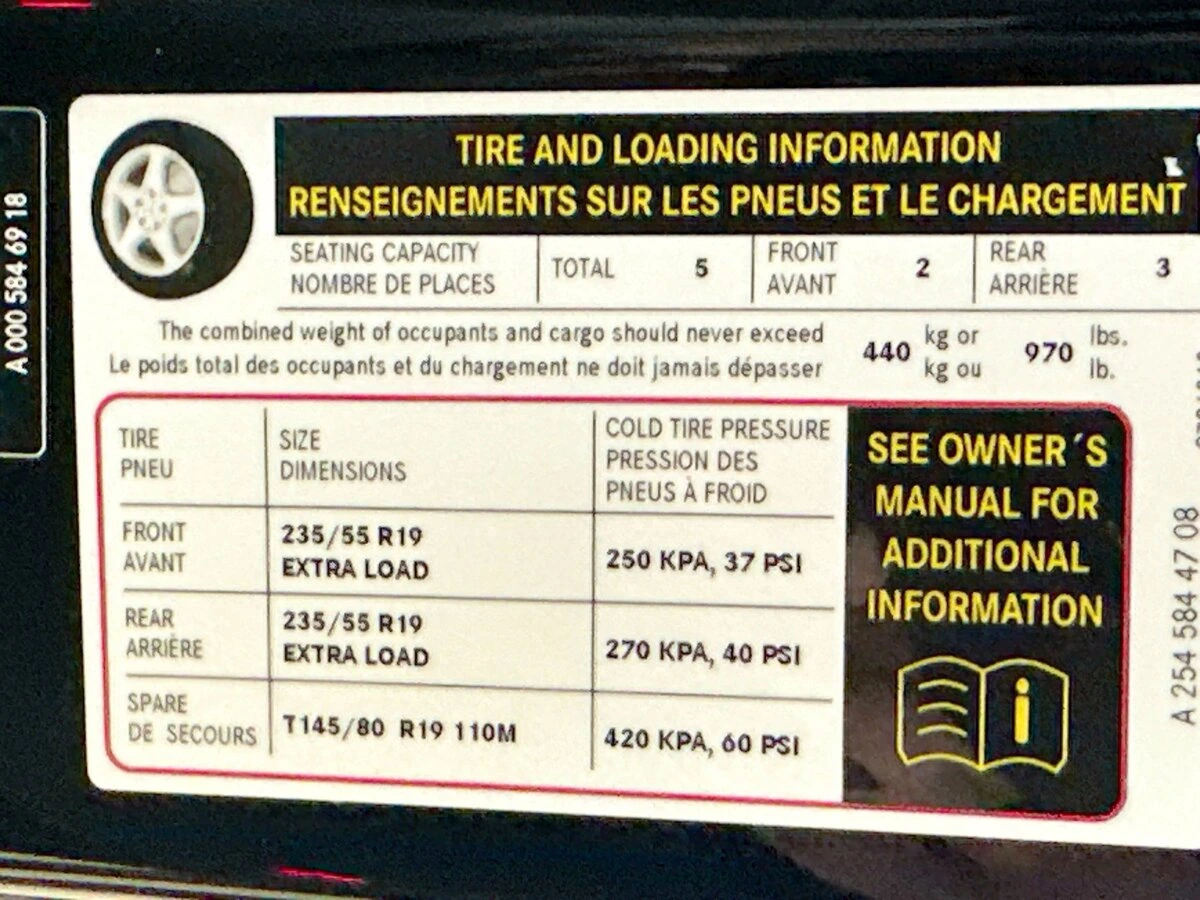 TIRE AND LOADING INFORMATION
RENSEIGNEMENTS SUR LES PNEUS ET LE CHARGEMENT
SEATING CAPACITY
NOMBRE DE PLACES
TOTAL 5
FRONT
AVANT
2
REAR
ARRIÈRE
3
The combined weight of occupants and cargo should never exceed
Le poids total des occupants et du chargement ne doit jamais dépasser
440
kg or
kg ou
970
lbs.
lb.
TIRE
PNEU
SIZE
DIMENSIONS
COLD TIRE PRESSURE
PRESSION DES
PNEUS À FROID
FRONT
AVANT
235/55 R19
EXTRA LOAD
250 KPA, 37 PSI
REAR
ARRIÈRE
235/55 R19
EXTRA LOAD
270 KPA, 40 PSI
SPARE
DE SECOURS
T145/80 R19 110M
420 KPA, 60 PSI
SEE OWNER´S
MANUAL FOR
ADDITIONAL
INFORMATION
i
A 000 584 69 18
A 254 584 47 08